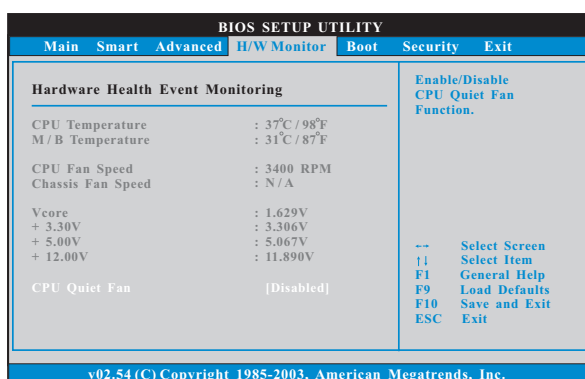 BIOS SETUP UTILITY
Main Smart Advanced H/W Monitor Boot Security Exit
Hardware Health Event Monitoring
CPU Temperature : 37°C / 98°F
M / B Temperature : 31°C / 87°F
CPU Fan Speed : 3400 RPM
Chassis Fan Speed : N / A
Vcore : 1.629V
+ 3.30V : 3.306V
+ 5.00V : 5.067V
+ 12.00V : 11.890V
CPU Quiet Fan [Disabled]
Enable/Disable
CPU Quiet Fan
Function.
←→ Select Screen
↑↓ Select Item
F1 General Help
F9 Load Defaults
F10 Save and Exit
ESC Exit
v02.54 (C) Copyright 1985-2003, American Megatrends, Inc.